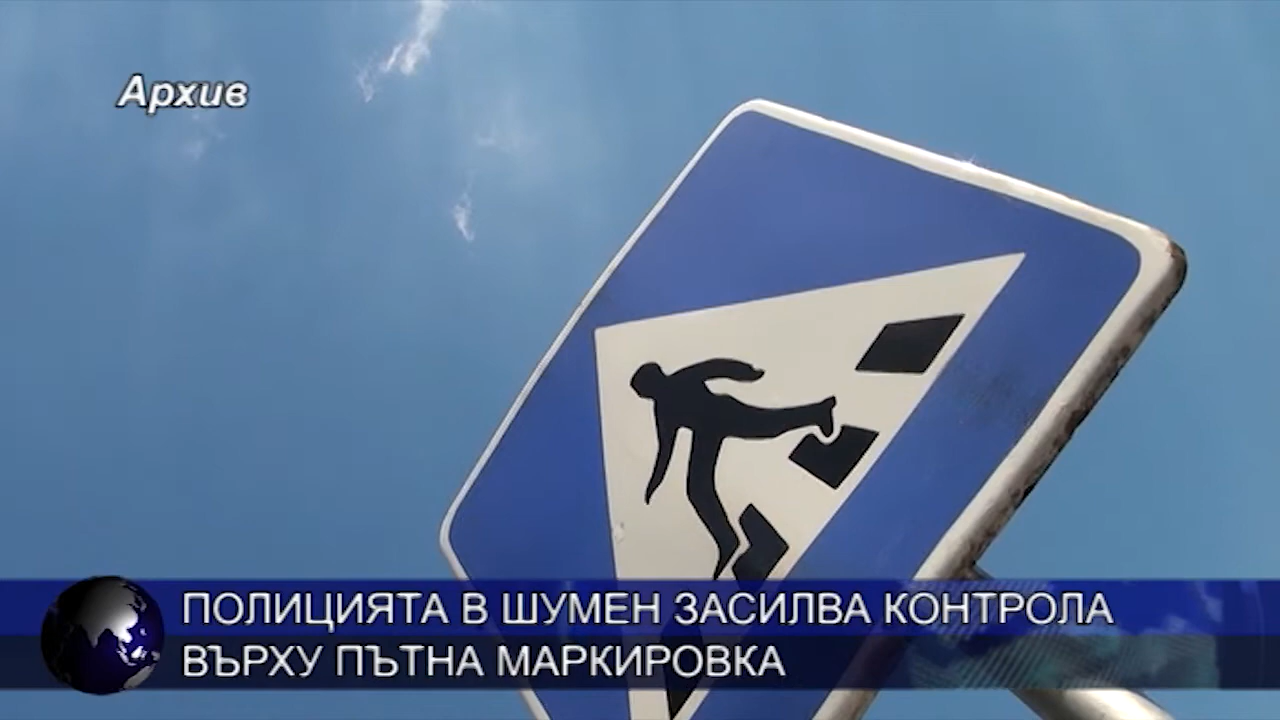 Архив
ПОЛИЦИЯТА В ШУМЕН ЗАСИЛВА КОНТРОЛА
ВЪРХУ ПЪТНА МАРКИРОВКА